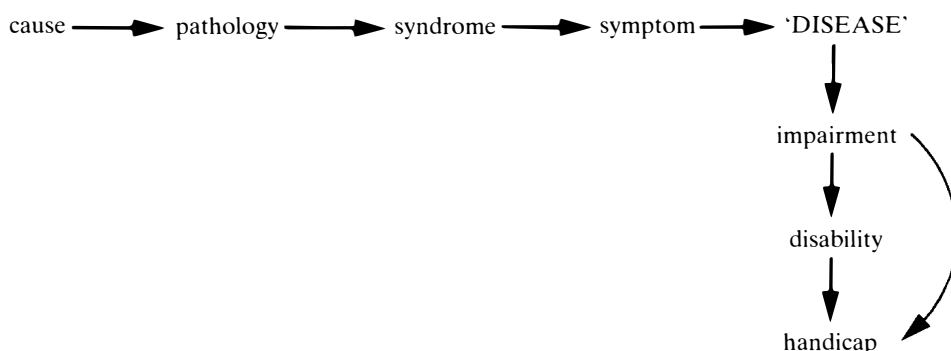 cause pathology syndrome symptom ‘DISEASE’
impairment
disability
handicap